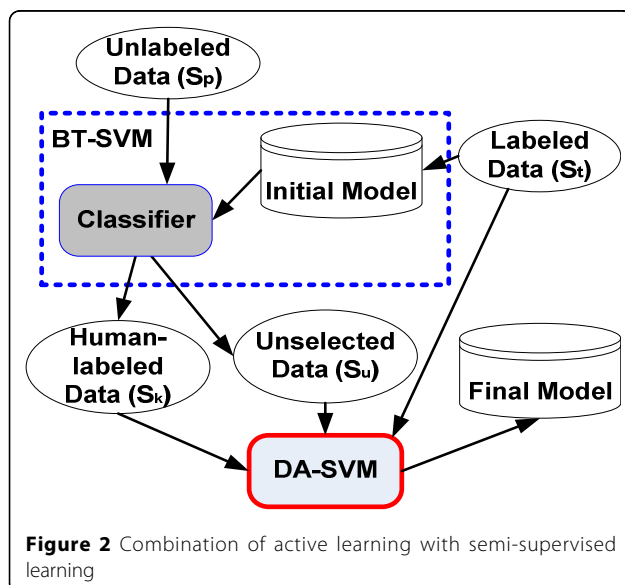 Unlabeled
Data (Sp)
BT-SVM
Labeled
Data (St)
Initial Model
Classifier
Human-
labeled
Data (Sk)
Unselected
Data (Su)
Final Model
DA-SVM
Figure 2 Combination of active learning with semi-supervised
learning